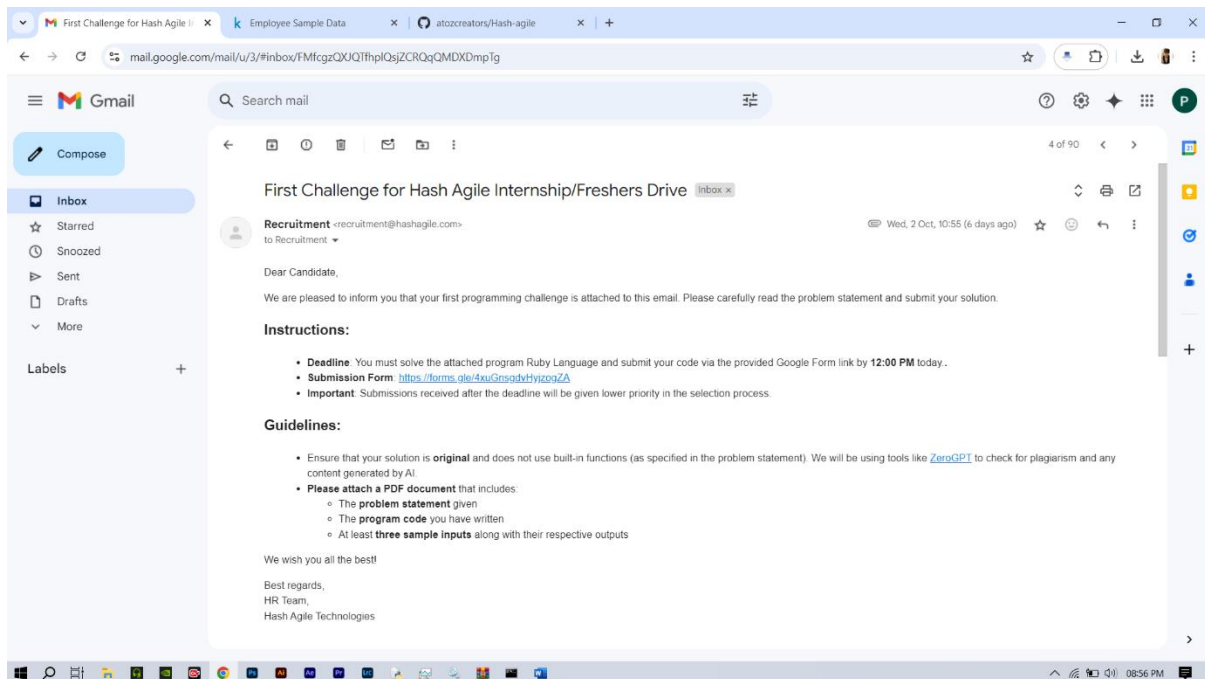 First Challenge for Hash Agile I
Employee Sample Data
atozcreators/Hash-agile
mail.google.com/mail/u/3/#inbox/FMfcgzQXJQTfhplQsjZCRQqQMDXDmpTg
Gmail
Search mail
P
Compose
4 of 90
Inbox
Starred
Snoozed
Sent
Drafts
More
Labels
First Challenge for Hash Agile Internship/Freshers Drive Inbox x
Recruitment <recruitment@hashagile.com>
Wed, 2 Oct, 10:55 (6 days ago)
to Recruitment
Dear Candidate,
We are pleased to inform you that your first programming challenge is attached to this email. Please carefully read the problem statement and submit your solution.
Instructions:
• Deadline: You must solve the attached program Ruby Language and submit your code via the provided Google Form link by 12:00 PM today..
• Submission Form: https://forms.gle/4xuGnsgdvHyjzogZA
• Important: Submissions received after the deadline will be given lower priority in the selection process.
Guidelines:
• Ensure that your solution is original and does not use built-in functions (as specified in the problem statement). We will be using tools like ZeroGPT to check for plagiarism and any
content generated by AI.
• Please attach a PDF document that includes:
◦ The problem statement given
◦ The program code you have written
◦ At least three sample inputs along with their respective outputs
We wish you all the best!
Best regards,
HR Team,
Hash Agile Technologies
08:56 PM